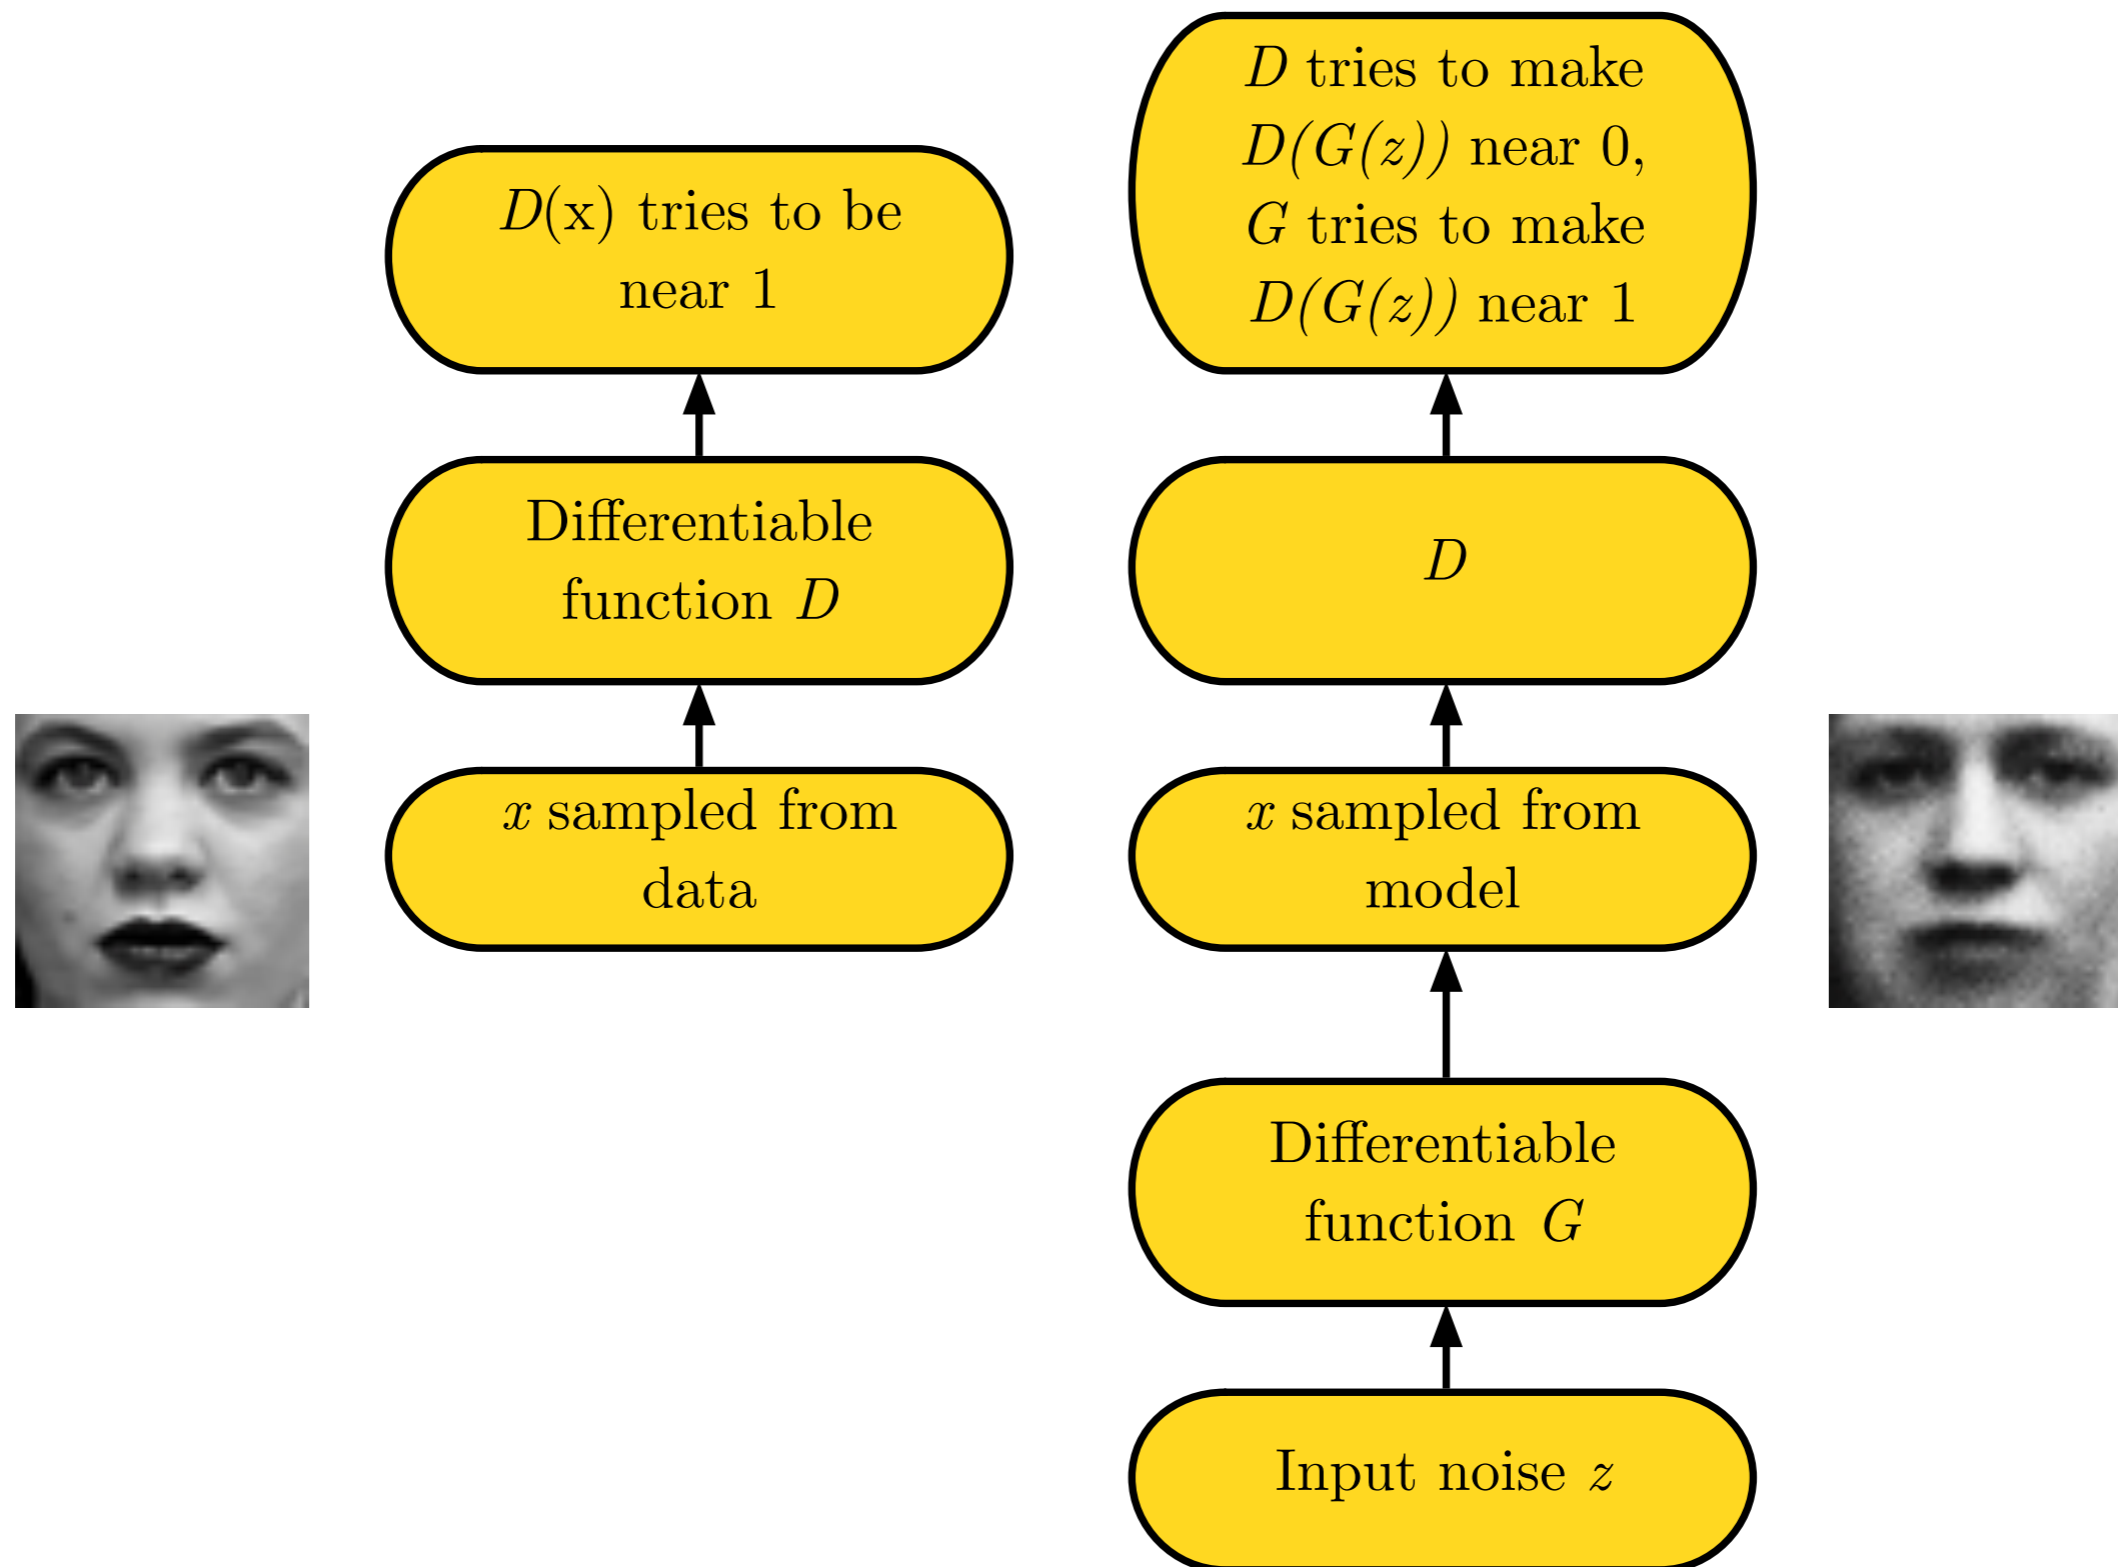 D(x) tries to be
near 1
Differentiable
function D
x sampled from
data
D tries to make
D(G(z)) near 0,
G tries to make
D(G(z)) near 1
D
x sampled from
model
Differentiable
function G
Input noise z